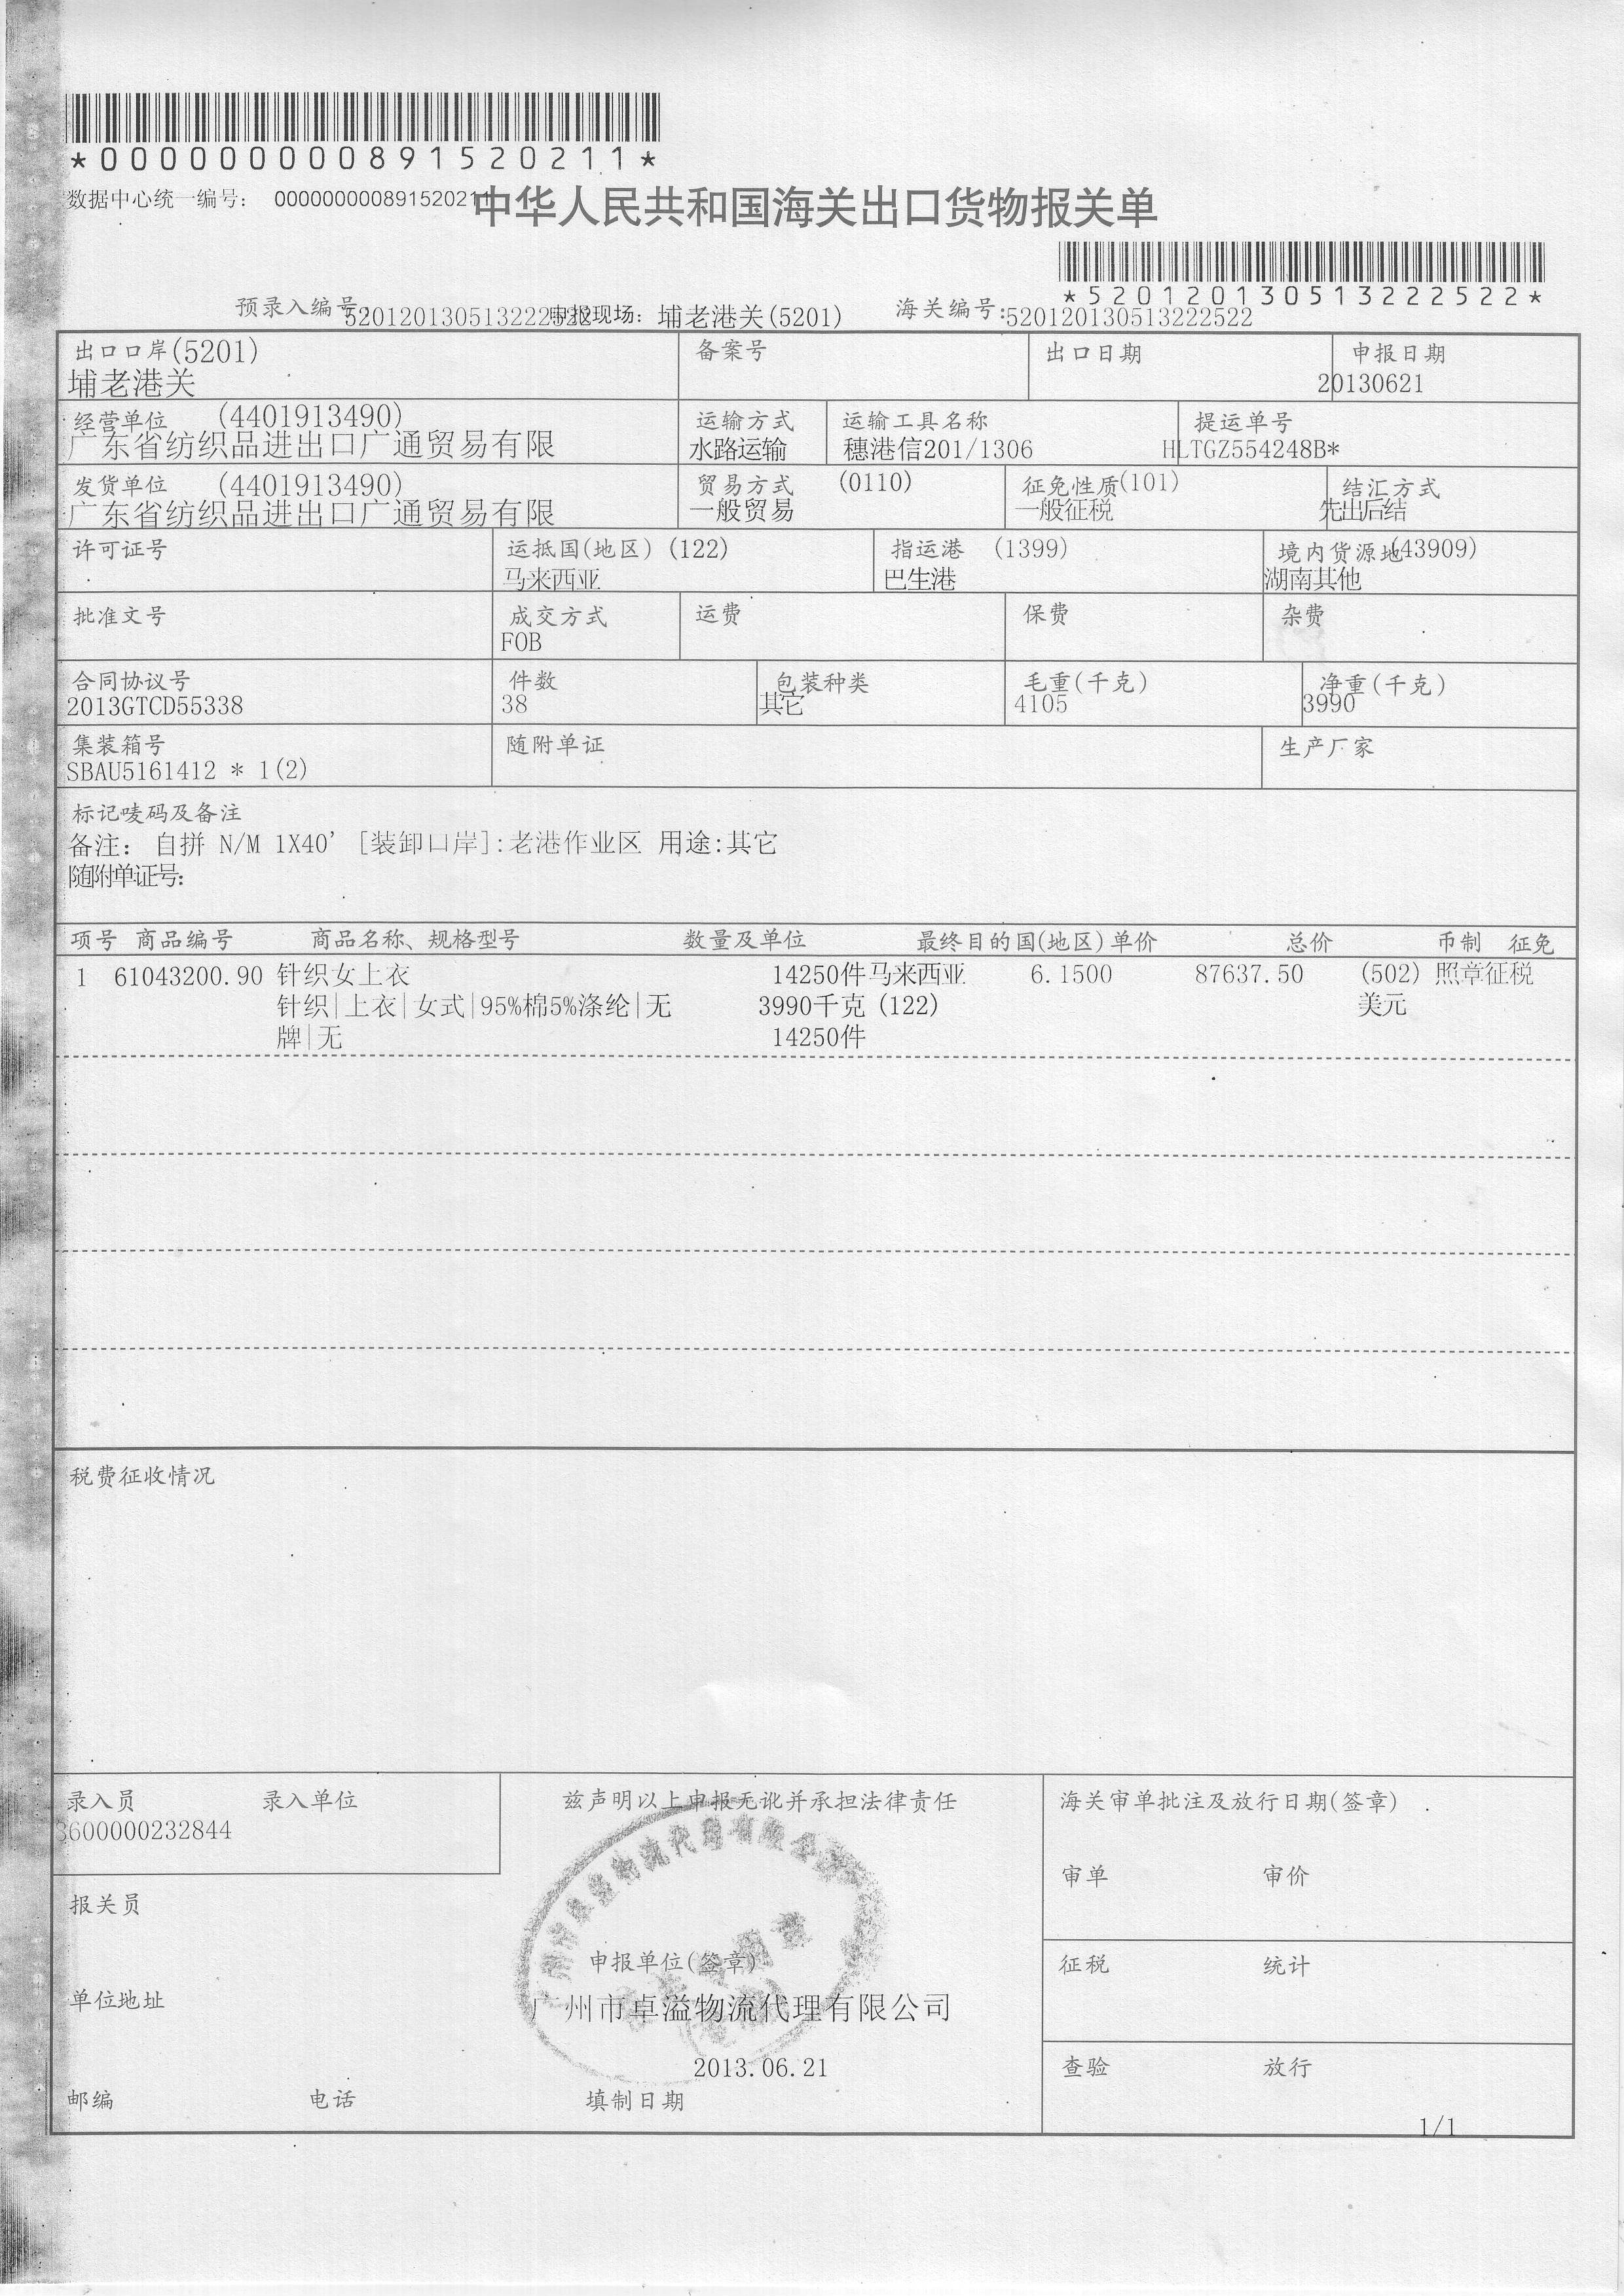 *000000000891520211*
数据中心统一编号： 000000000891520211
中华人民共和国海关出口货物报关单
*520120130513222522*
预录入编号: 520120130513222522 申报现场：埔老港关(5201) 海关编号:520120130513222522
出口口岸(5201) 备案号 出口日期 申报日期
埔老港关 20130621
经营单位 (4401913490) 运输方式 运输工具名称 提运单号
广东省纺织品进出口广通贸易有限 水路运输 穗港信201/1306 HLTGZ554248B*
发货单位 (4401913490) 贸易方式 (0110) 征免性质(101) 结汇方式
广东省纺织品进出口广通贸易有限 一般贸易 一般征税 先出后结
许可证号 运抵国(地区) (122) 指运港 (1399) 境内货源地(43909)
马来西亚 巴生港 湖南其他
批准文号 成交方式 运费 保费 杂费
FOB
合同协议号 件数 包装种类 毛重(千克) 净重(千克)
2013GTCD55338 38 其它 4105 3990
集装箱号 随附单证 生产厂家
SBAU5161412 * 1(2)
标记唛码及备注
备注： 自拼 N/M 1X40' [装卸口岸]:老港作业区 用途:其它
随附单证号:
项号 商品编号 商品名称、规格型号 数量及单位 最终目的国(地区) 单价 总价 币制 征免
1 61043200.90 针织女上衣 14250件 马来西亚 6.1500 87637.50 (502) 照章征税
针织|上衣|女式|95%棉5%涤纶|无 3990千克 (122) 美元
牌|无 14250件
税费征收情况
录入员 录入单位 兹声明以上申报无讹并承担法律责任 海关审单批注及放行日期(签章)
3600000232844
审单 审价
报关员
申报单位(签章) 征税 统计
单位地址
广州市卓溢物流代理有限公司
2013.06.21 查验 放行
邮编 电话 填制日期
1/1